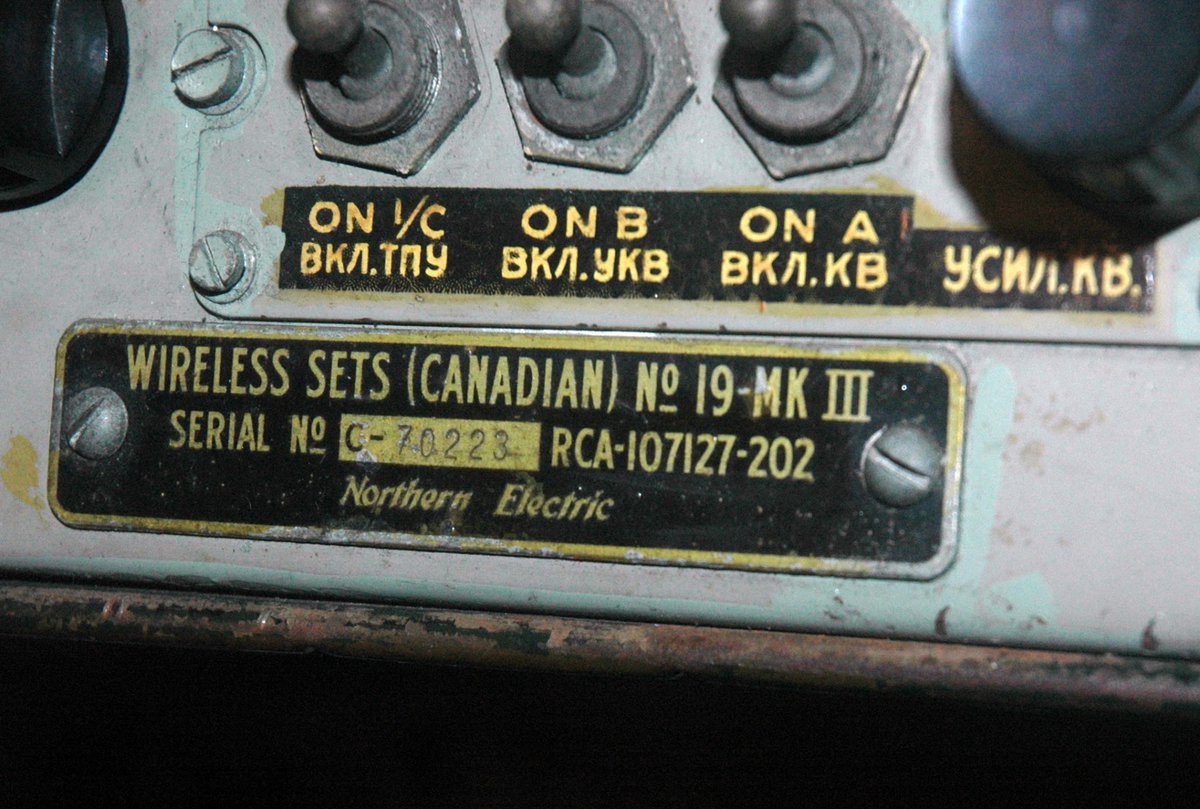 ON I/C ON B ON A
ВКЛ.ТПУ ВКЛ.УКВ ВКЛ.КВ УСИЛ.КВ.
WIRELESS SETS (CANADIAN) Nº 19-MK III
SERIAL Nº C-70223 RCA-107127-202
Northern Electric